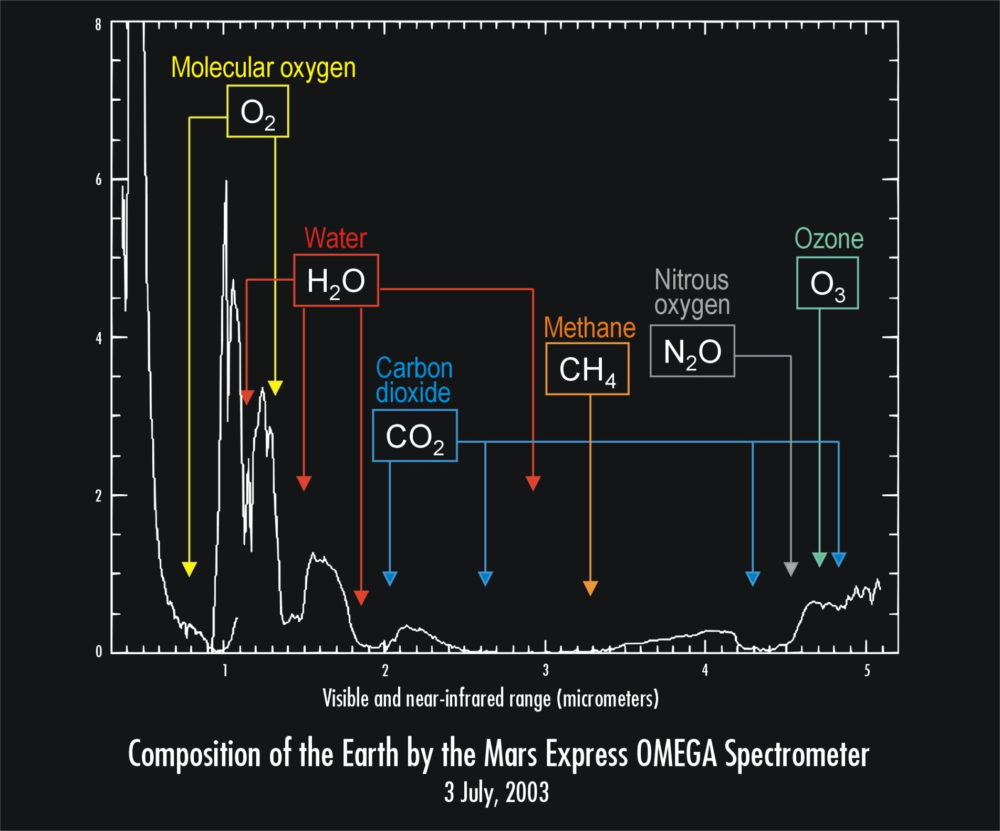 8
Molecular oxygen
O₂
6
Water
H₂O
Ozone
O₃
Nitrous
oxygen
N₂O
Methane
CH₄
4
Carbon
dioxide
CO₂
2
0
1 2 3 4 5
Visible and near-infrared range (micrometers)
Composition of the Earth by the Mars Express OMEGA Spectrometer
3 July, 2003